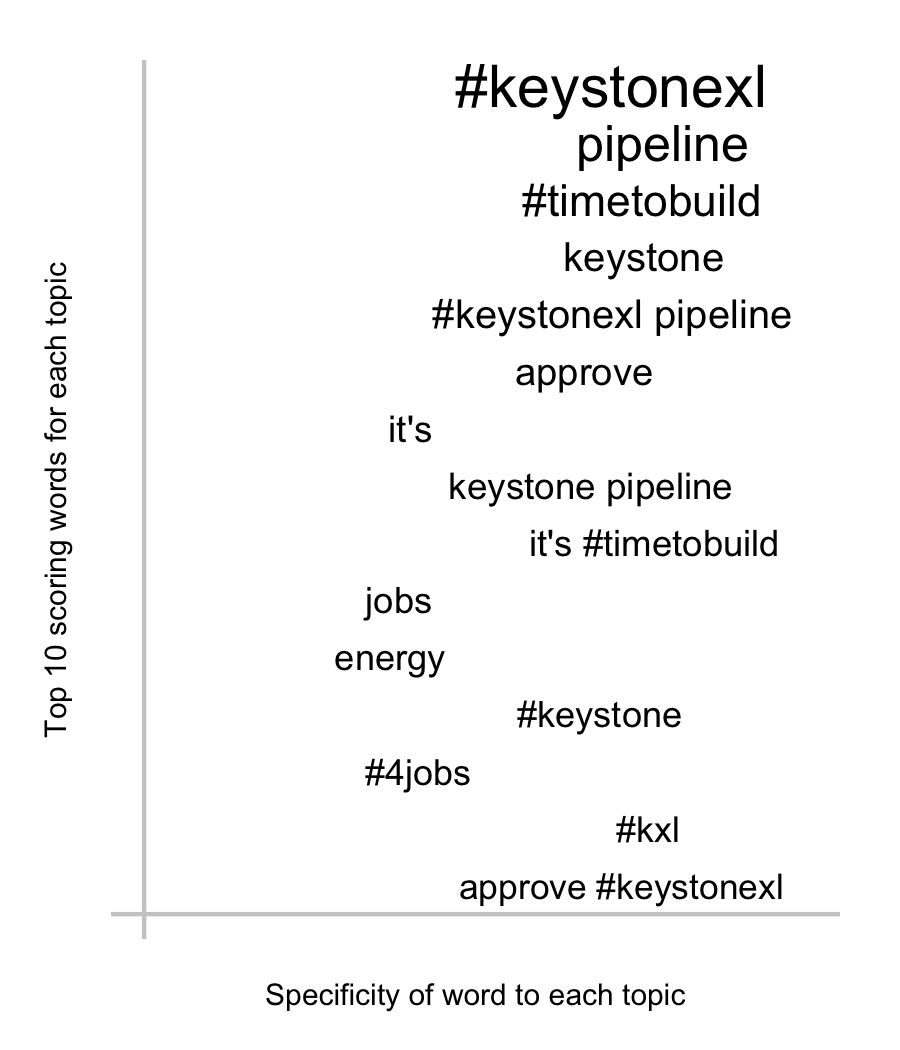 #keystonexl
pipeline
#timetobuild
keystone
#keystonexl pipeline
approve
it's
keystone pipeline
it's #timetobuild
jobs
energy
#keystone
#4jobs
#kxl
approve #keystonexl
Top 10 scoring words for each topic
Specificity of word to each topic